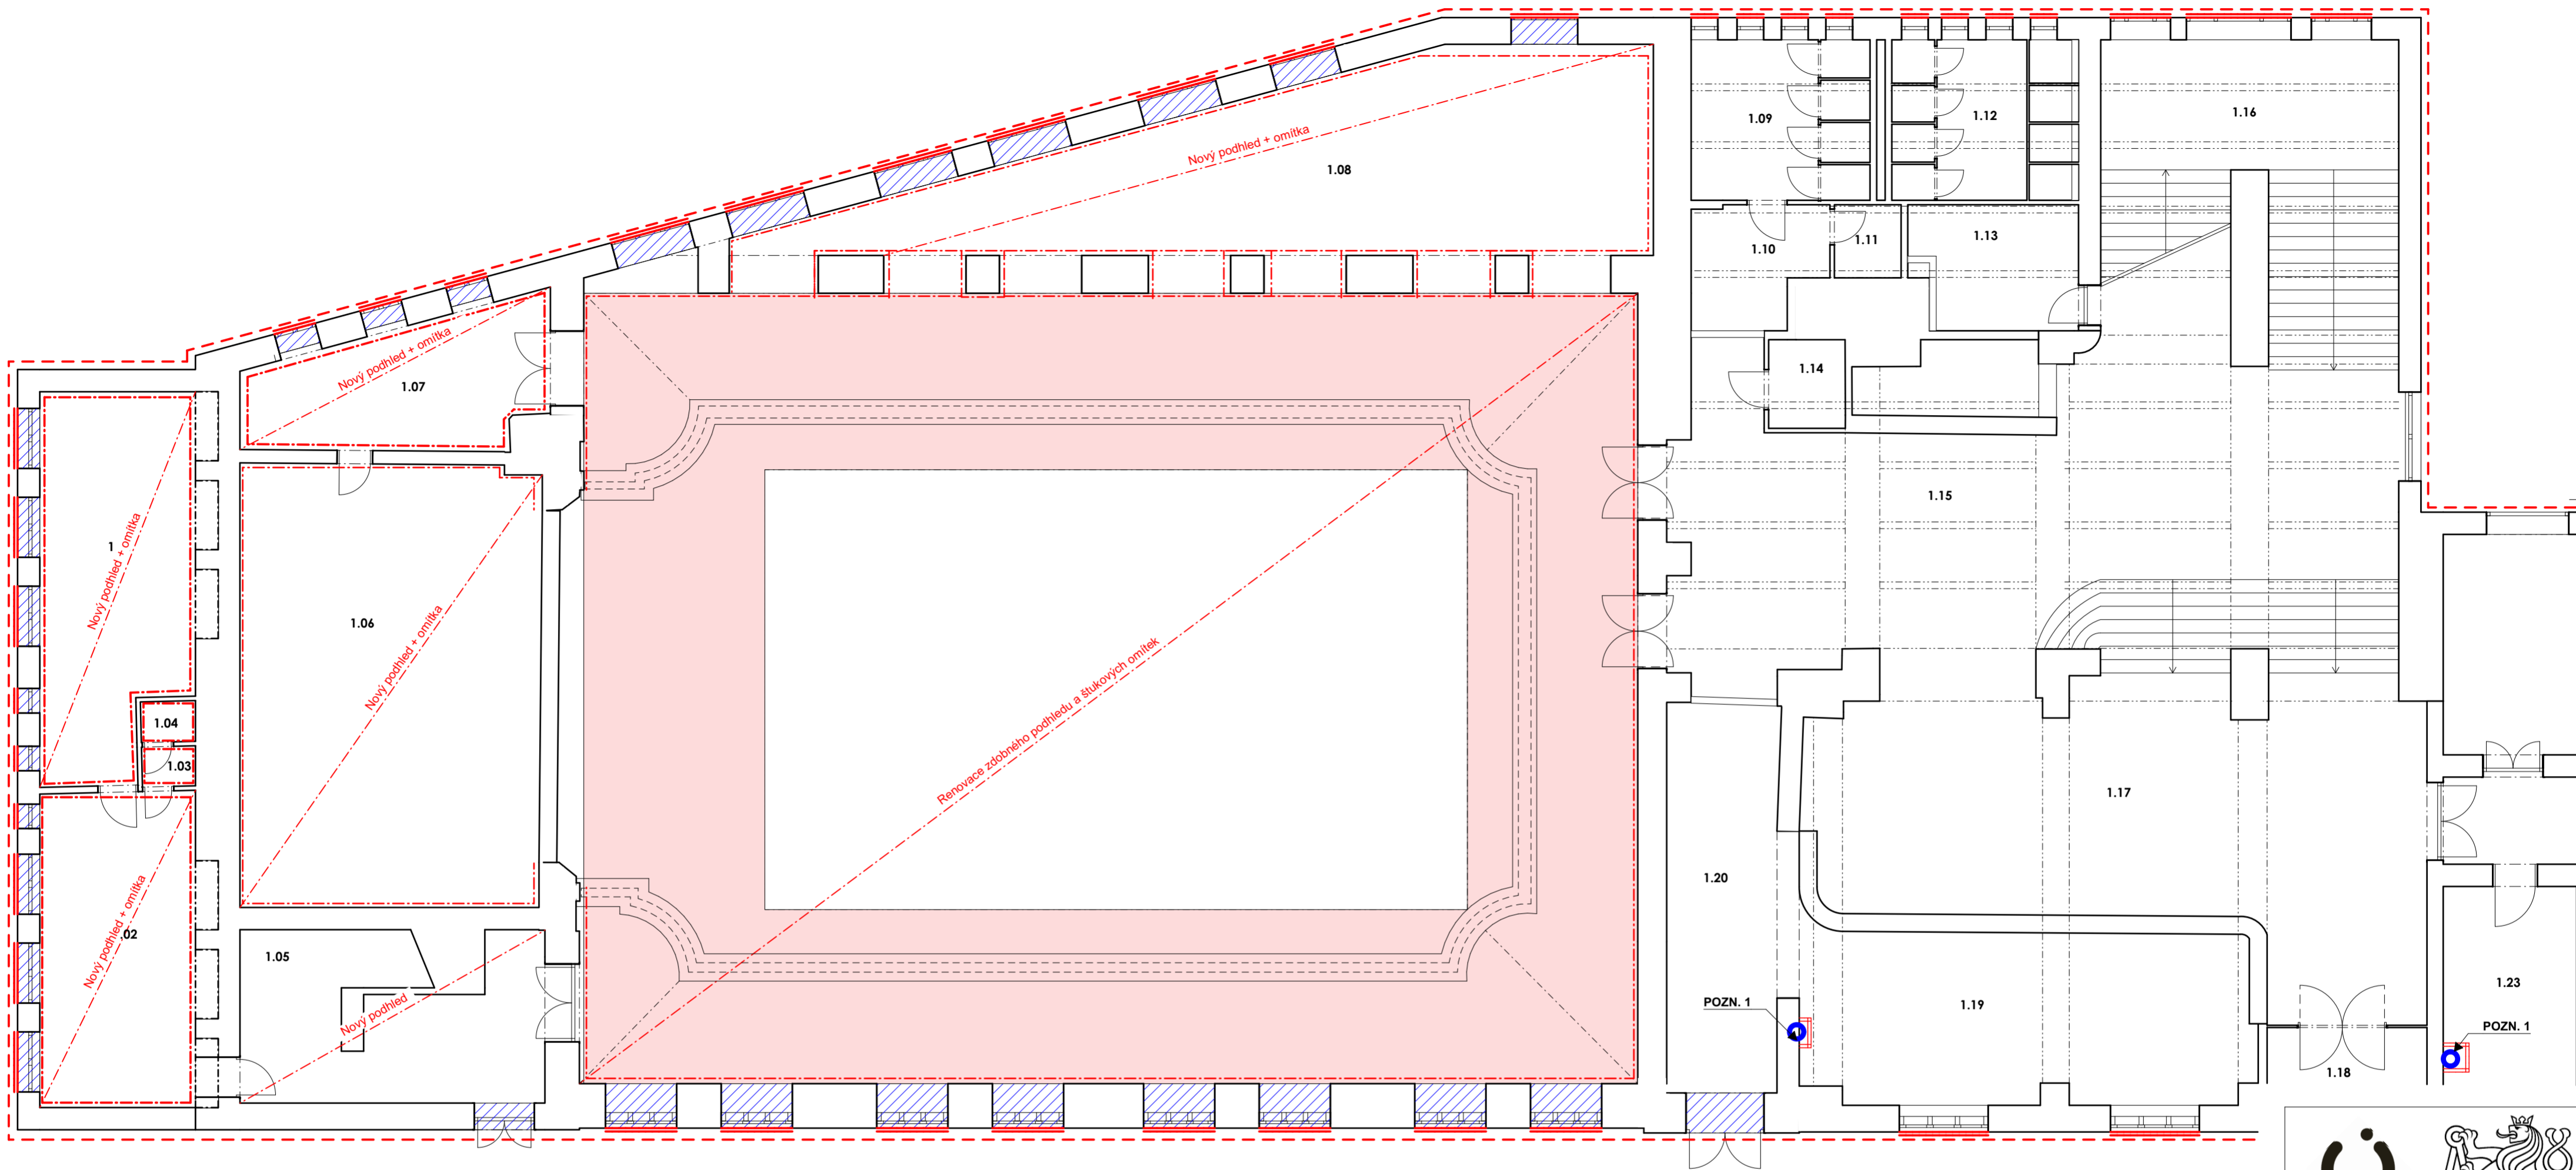 1.09
1.12
1.16
Nový podhled + omítka
1.08
1.10
1.11
1.13
Nový podhled + omítka
1.07
1.14
1.15
Nový podhled + omítka
1
1.06
Nový podhled + omítka
Renovace zdobného podhledu a štukových omítek
1.04
1.03
1.17
1.20
Nový podhled + omítka
.02
1.05
Nový podhled
1.23
POZN. 1
1.19
POZN. 1
1.18